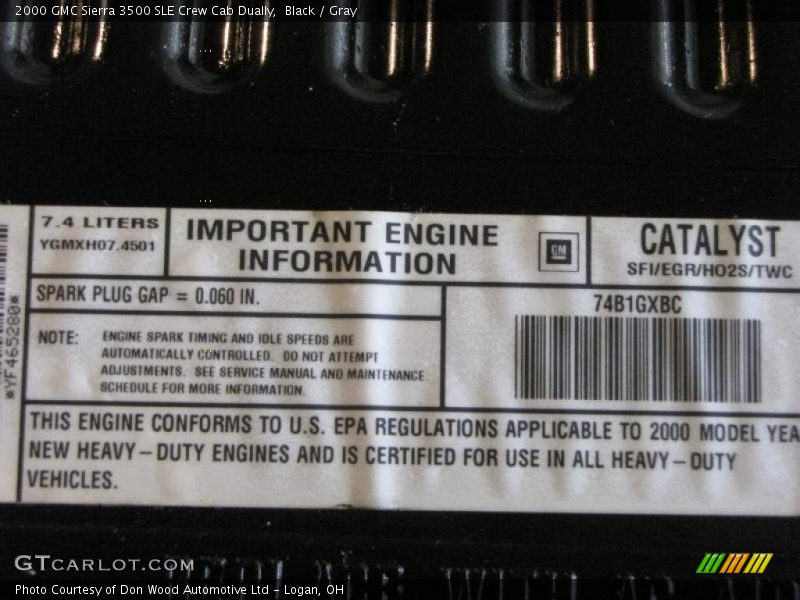 2000 GMC Sierra 3500 SLE Crew Cab Dually, Black / Gray
*YF465280*
7.4 LITERS
YGMXH07.4501
IMPORTANT ENGINE
INFORMATION
GM
CATALYST
SFI/EGR/HO2S/TWC
SPARK PLUG GAP = 0.060 IN.
74B1GXBC
NOTE: ENGINE SPARK TIMING AND IDLE SPEEDS ARE
AUTOMATICALLY CONTROLLED. DO NOT ATTEMPT
ADJUSTMENTS. SEE SERVICE MANUAL AND MAINTENANCE
SCHEDULE FOR MORE INFORMATION.
THIS ENGINE CONFORMS TO U.S. EPA REGULATIONS APPLICABLE TO 2000 MODEL YEA
NEW HEAVY-DUTY ENGINES AND IS CERTIFIED FOR USE IN ALL HEAVY-DUTY
VEHICLES.
GTCARLOT.COM
Photo Courtesy of Don Wood Automotive Ltd - Logan, OH